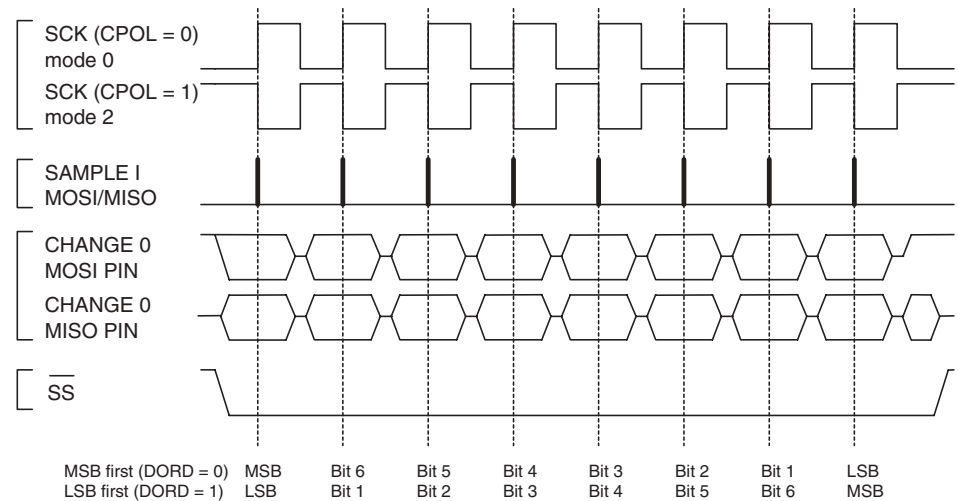 SCK (CPOL = 0)
mode 0
SCK (CPOL = 1)
mode 2
SAMPLE I
MOSI/MISO
CHANGE 0
MOSI PIN
CHANGE 0
MISO PIN
SS
MSB first (DORD = 0) MSB Bit 6 Bit 5 Bit 4 Bit 3 Bit 2 Bit 1 LSB
LSB first (DORD = 1) LSB Bit 1 Bit 2 Bit 3 Bit 4 Bit 5 Bit 6 MSB